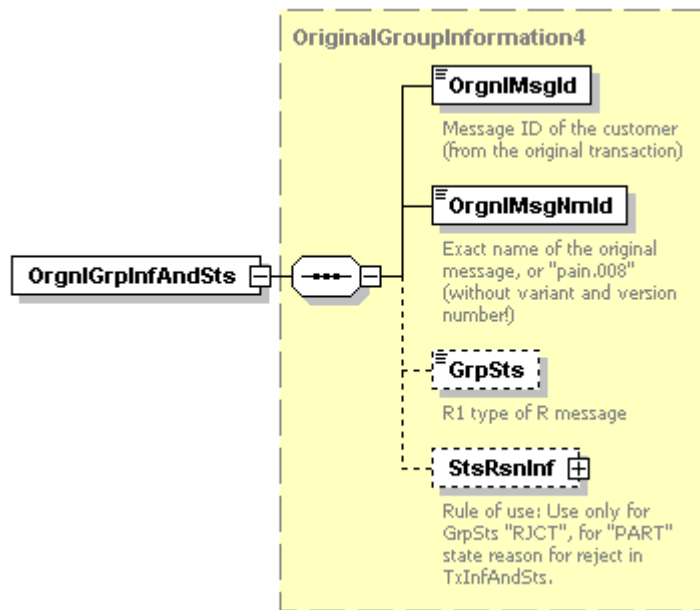 OriginalGroupInformation4
OrgnlMsgId
Message ID of the customer
(from the original transaction)
OrgnlMsgNmId
Exact name of the original
message, or "pain.008"
(without variant and version
number!)
OrgnlGrpInfAndSts
GrpSts
R1 type of R message
StsRsnInf
Rule of use: Use only for
GrpSts "RJCT", for "PART"
state reason for reject in
TxInfAndSts.